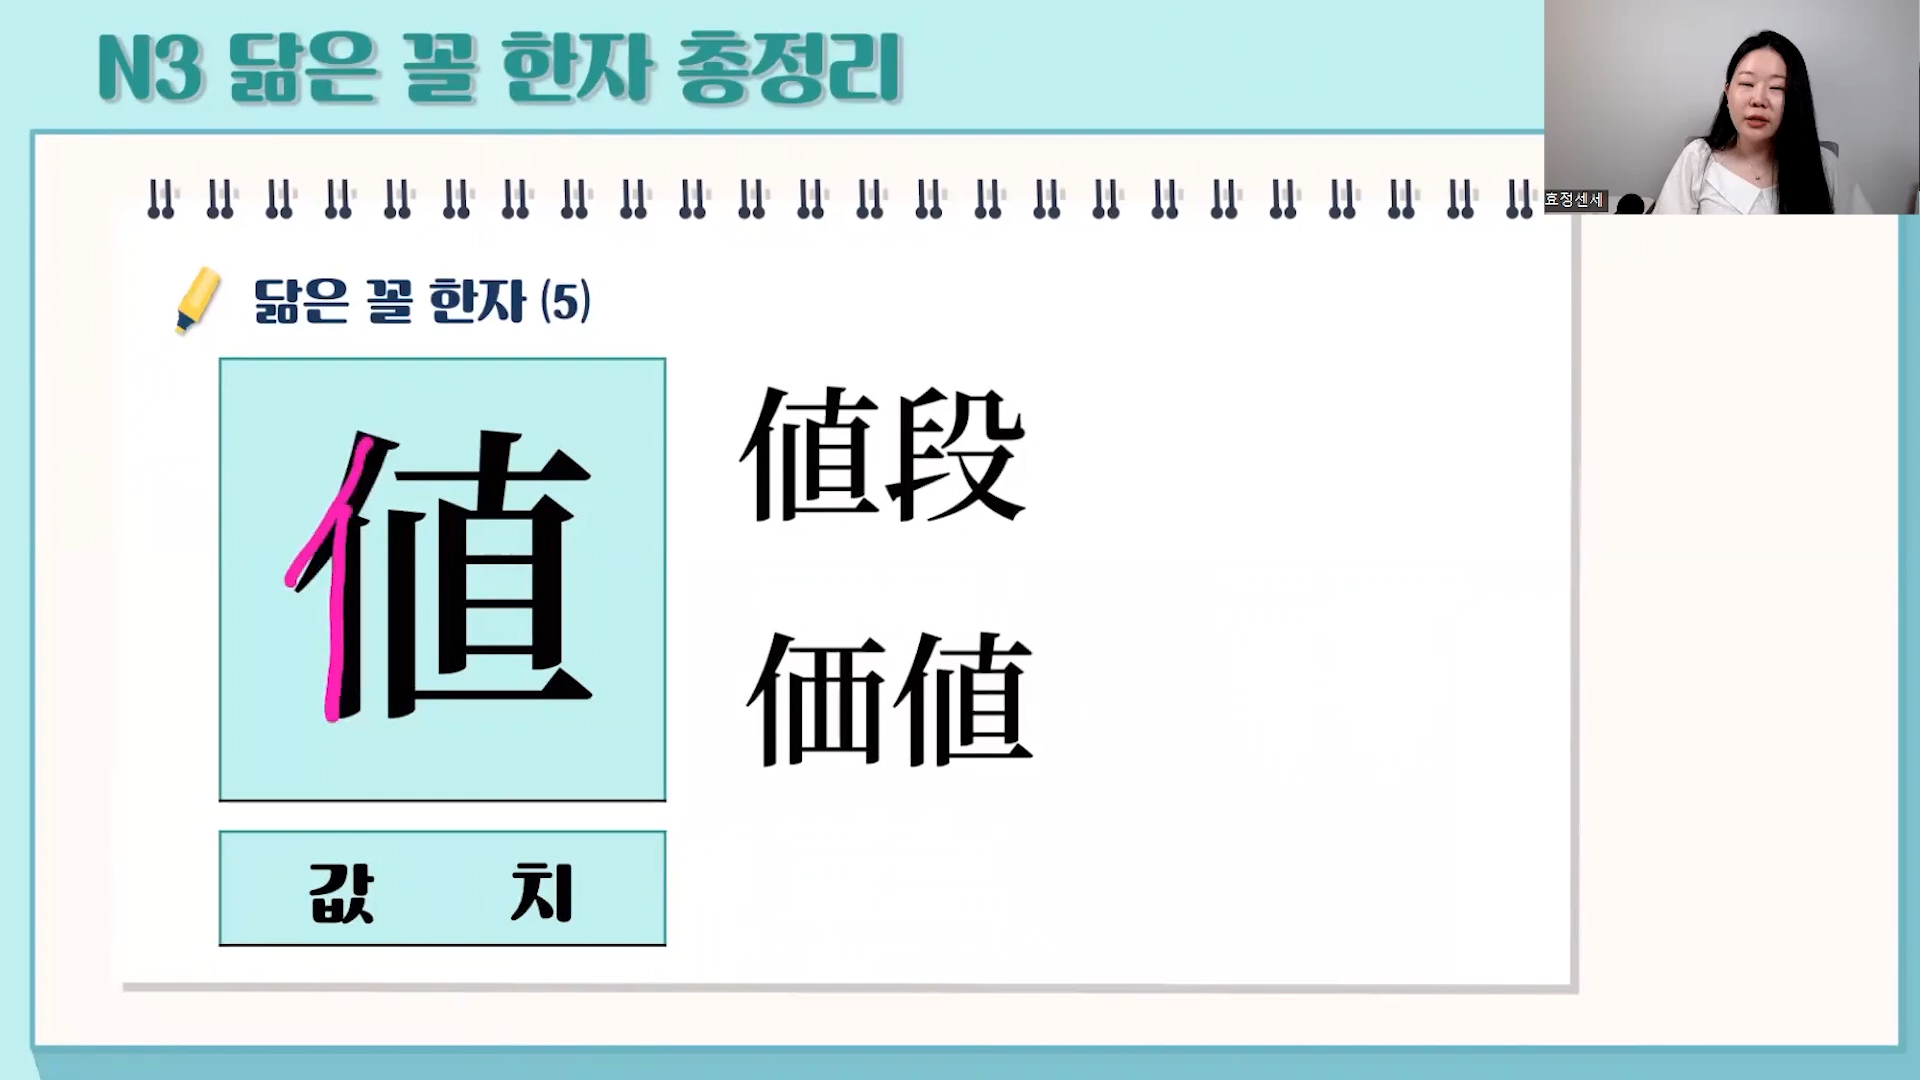 N3 닮은 꼴 한자 총정리
효정센세
닮은 꼴 한자 (5)
値
値段
価値
값 치